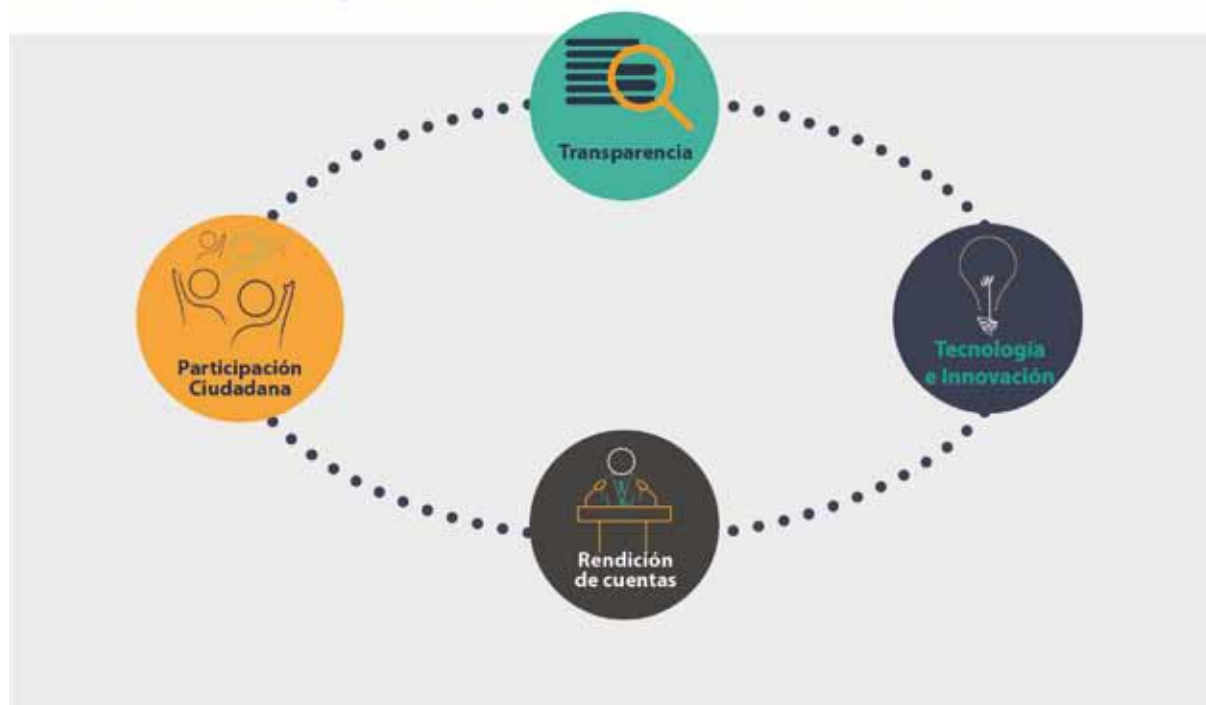 Transparencia
Participación
Ciudadana
Tecnología
e Innovación
Rendición
de cuentas